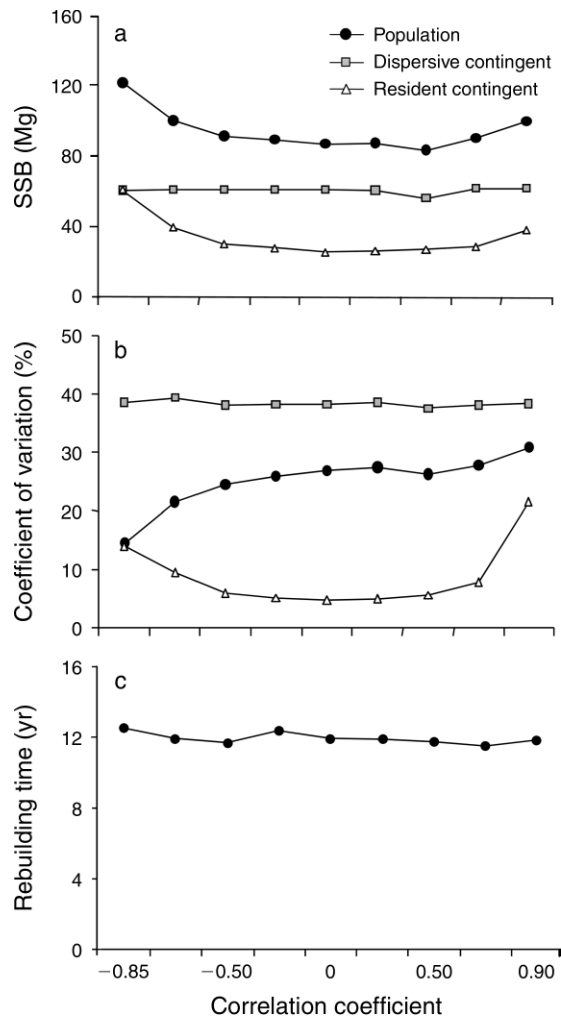 a
Population
Dispersive contingent
Resident contingent
SSB (Mg)
160
120
80
40
0
b
Coefficient of variation (%)
50
40
30
20
10
0
c
Rebuilding time (yr)
16
12
8
4
0
−0.85 −0.50 0 0.50 0.90
Correlation coefficient